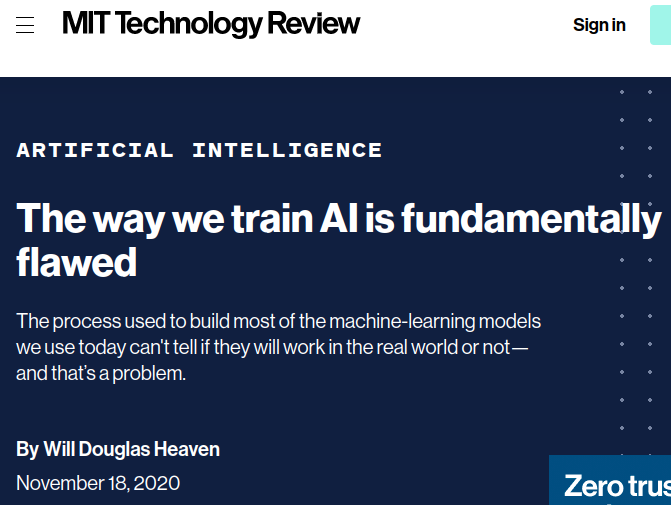 MIT Technology Review
Sign in
ARTIFICIAL INTELLIGENCE
The way we train AI is fundamentally
flawed
The process used to build most of the machine-learning models
we use today can't tell if they will work in the real world or not—
and that's a problem.
By Will Douglas Heaven
November 18, 2020
Zero trus